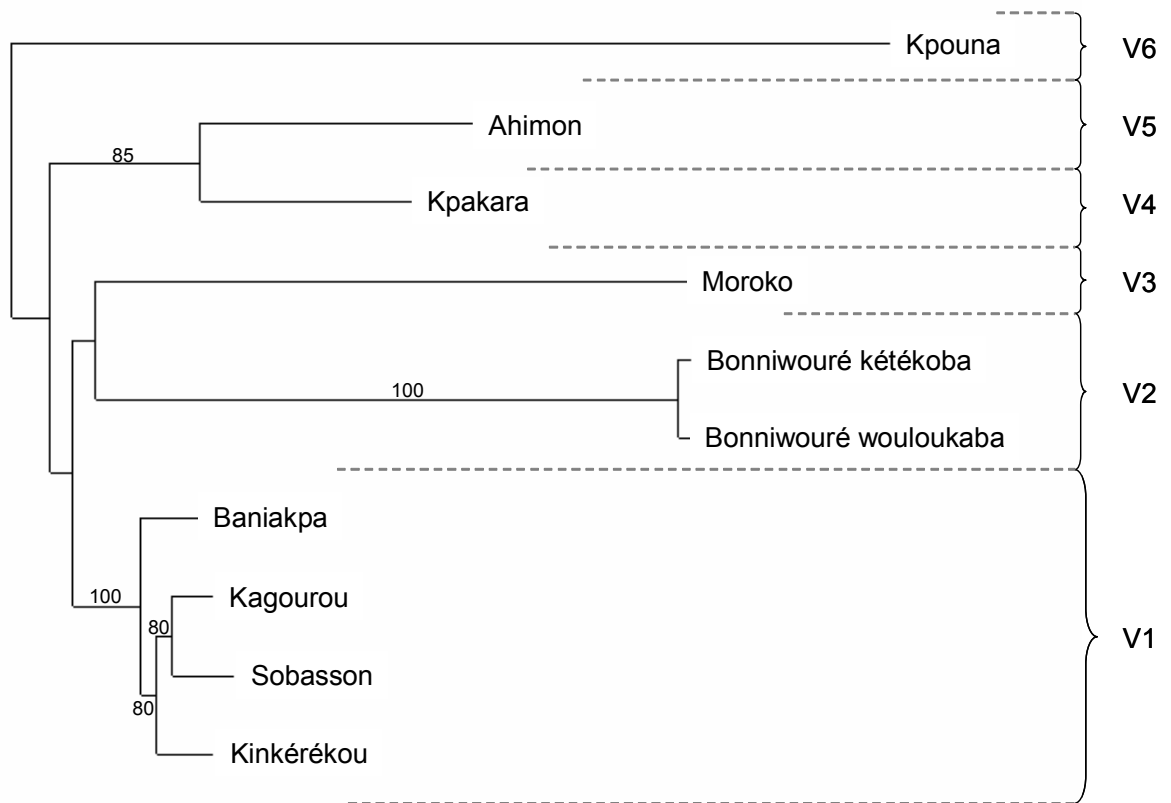 Kpouna V6
Ahimon V5
85
Kpakara V4
Moroko V3
Bonniwouré kétékoba
100 V2
Bonniwouré wouloukaba
Baniakpa
100 Kagourou
80 V1
Sobasson
80
Kinkérékou